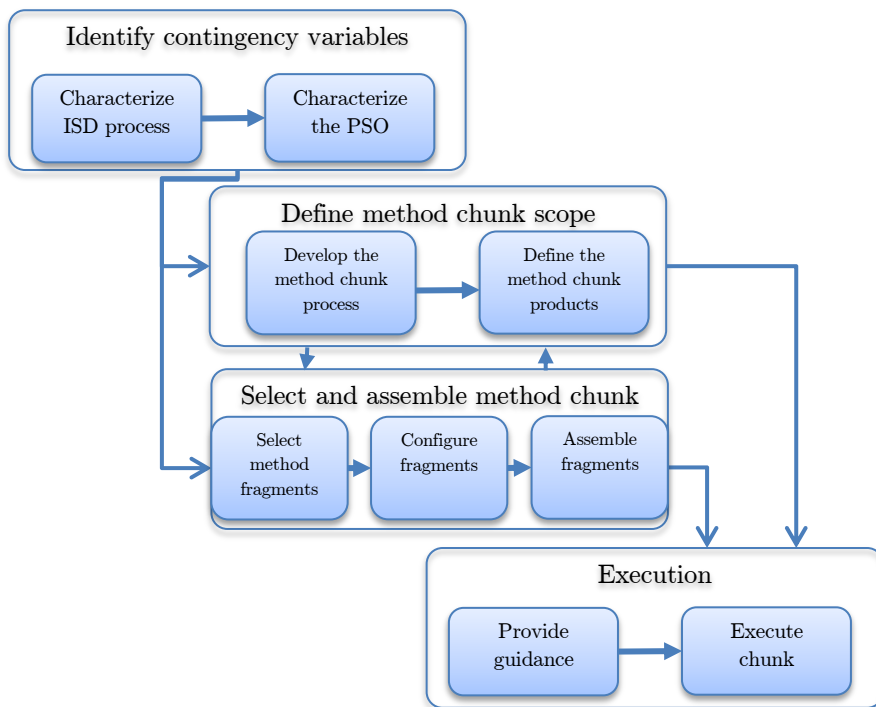 Identify contingency variables
Characterize
ISD process
Characterize
the PSO
Define method chunk scope
Develop the
method chunk
process
Define the
method chunk
products
Select and assemble method chunk
Select
method
fragments
Configure
fragments
Assemble
fragments
Execution
Provide
guidance
Execute
chunk